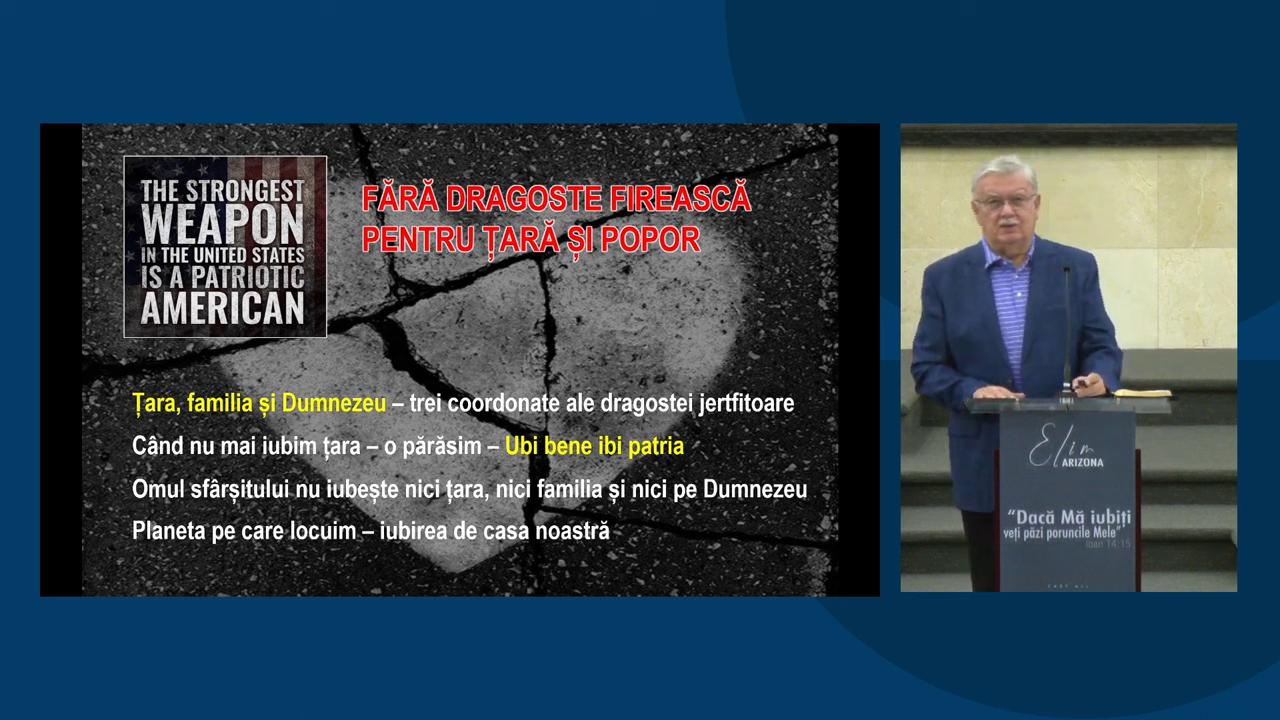 THE STRONGEST
WEAPON
IN THE UNITED STATES
IS A PATRIOTIC
AMERICAN
FĂRĂ DRAGOSTE FIREASCĂ
PENTRU ȚARĂ ȘI POPOR
Țara, familia și Dumnezeu – trei coordonate ale dragostei jertfitoare
Când nu mai iubim țara – o părăsim – Ubi bene ibi patria
Omul sfârșitului nu iubește nici țara, nici familia și nici pe Dumnezeu
Planeta pe care locuim – iubirea de casa noastră
Elim
ARIZONA
“Dacă Mă iubiți,
veți păzi poruncile Mele”
Ioan 14:15